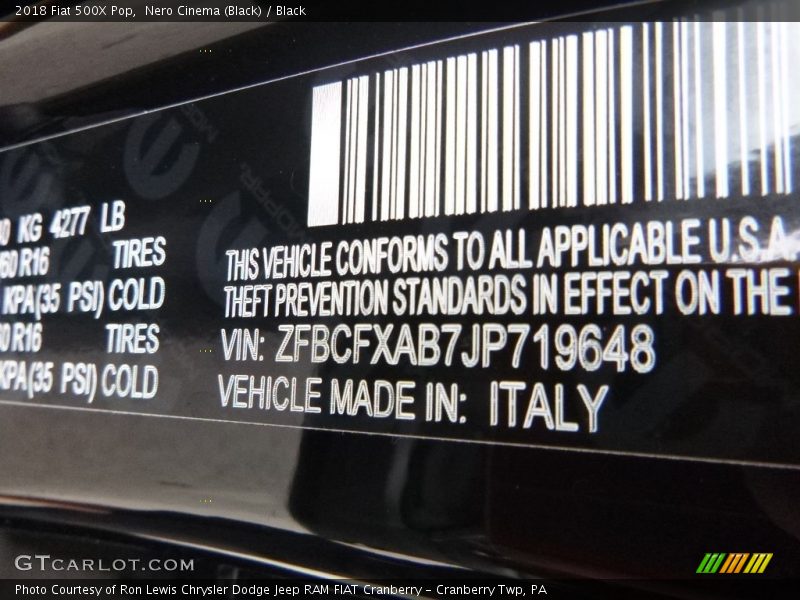 2018 Fiat 500X Pop,  Nero Cinema (Black) / Black
KG 4277 LB
60 R16 TIRES
KPA(35 PSI) COLD
R16 TIRES
KPA(35 PSI) COLD
MOPAR
THIS VEHICLE CONFORMS TO ALL APPLICABLE U.S.A.
THEFT PREVENTION STANDARDS IN EFFECT ON THE
VIN: ZFBCFXAB7JP719648
VEHICLE MADE IN: ITALY
GTCARLOT.COM
Photo Courtesy of Ron Lewis Chrysler Dodge Jeep RAM FIAT Cranberry – Cranberry Twp, PA